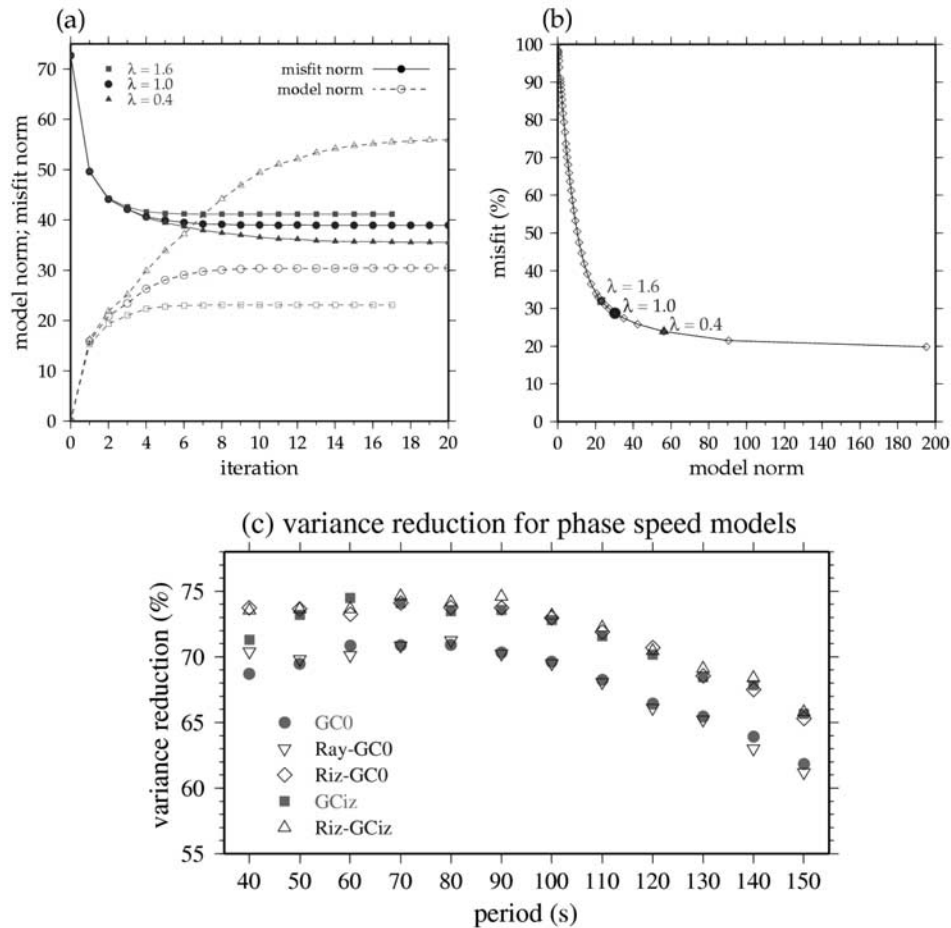 (a)
70
60
50
40
30
20
10
0
model norm; misfit norm
λ = 1.6
λ = 1.0
λ = 0.4
misfit norm
model norm
0 2 4 6 8 10 12 14 16 18 20
iteration
(b)
100
90
80
70
60
50
40
30
20
10
0
misfit (%)
λ = 1.6
λ = 1.0
λ = 0.4
0 20 40 60 80 100 120 140 160 180 200
model norm
(c) variance reduction for phase speed models
75
70
65
60
55
variance reduction (%)
GC0
Ray-GC0
Riz-GC0
GCiz
Riz-GCiz
40 50 60 70 80 90 100 110 120 130 140 150
period (s)